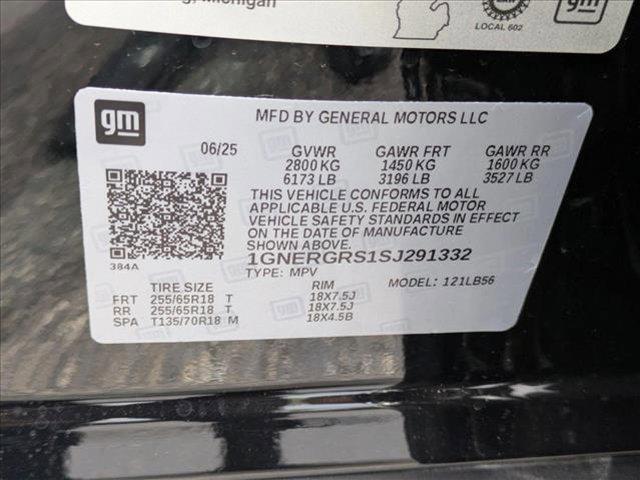 Michigan
LOCAL 602
gm
gm
MFD BY GENERAL MOTORS LLC
06/25 GVWR GAWR FRT GAWR RR
2800 KG 1450 KG 1600 KG
6173 LB 3196 LB 3527 LB
THIS VEHICLE CONFORMS TO ALL
APPLICABLE U.S. FEDERAL MOTOR
VEHICLE SAFETY STANDARDS IN EFFECT
ON THE DATE OF MANUFACTURE
SHOWN ABOVE.
1GNERGRS1SJ291332
384A
TYPE: MPV MODEL: 121LB56
TIRE SIZE RIM
FRT 255/65R18 T 18X7.5J
RR 255/65R18 T 18X7.5J
SPA T135/70R18 M 18X4.5B